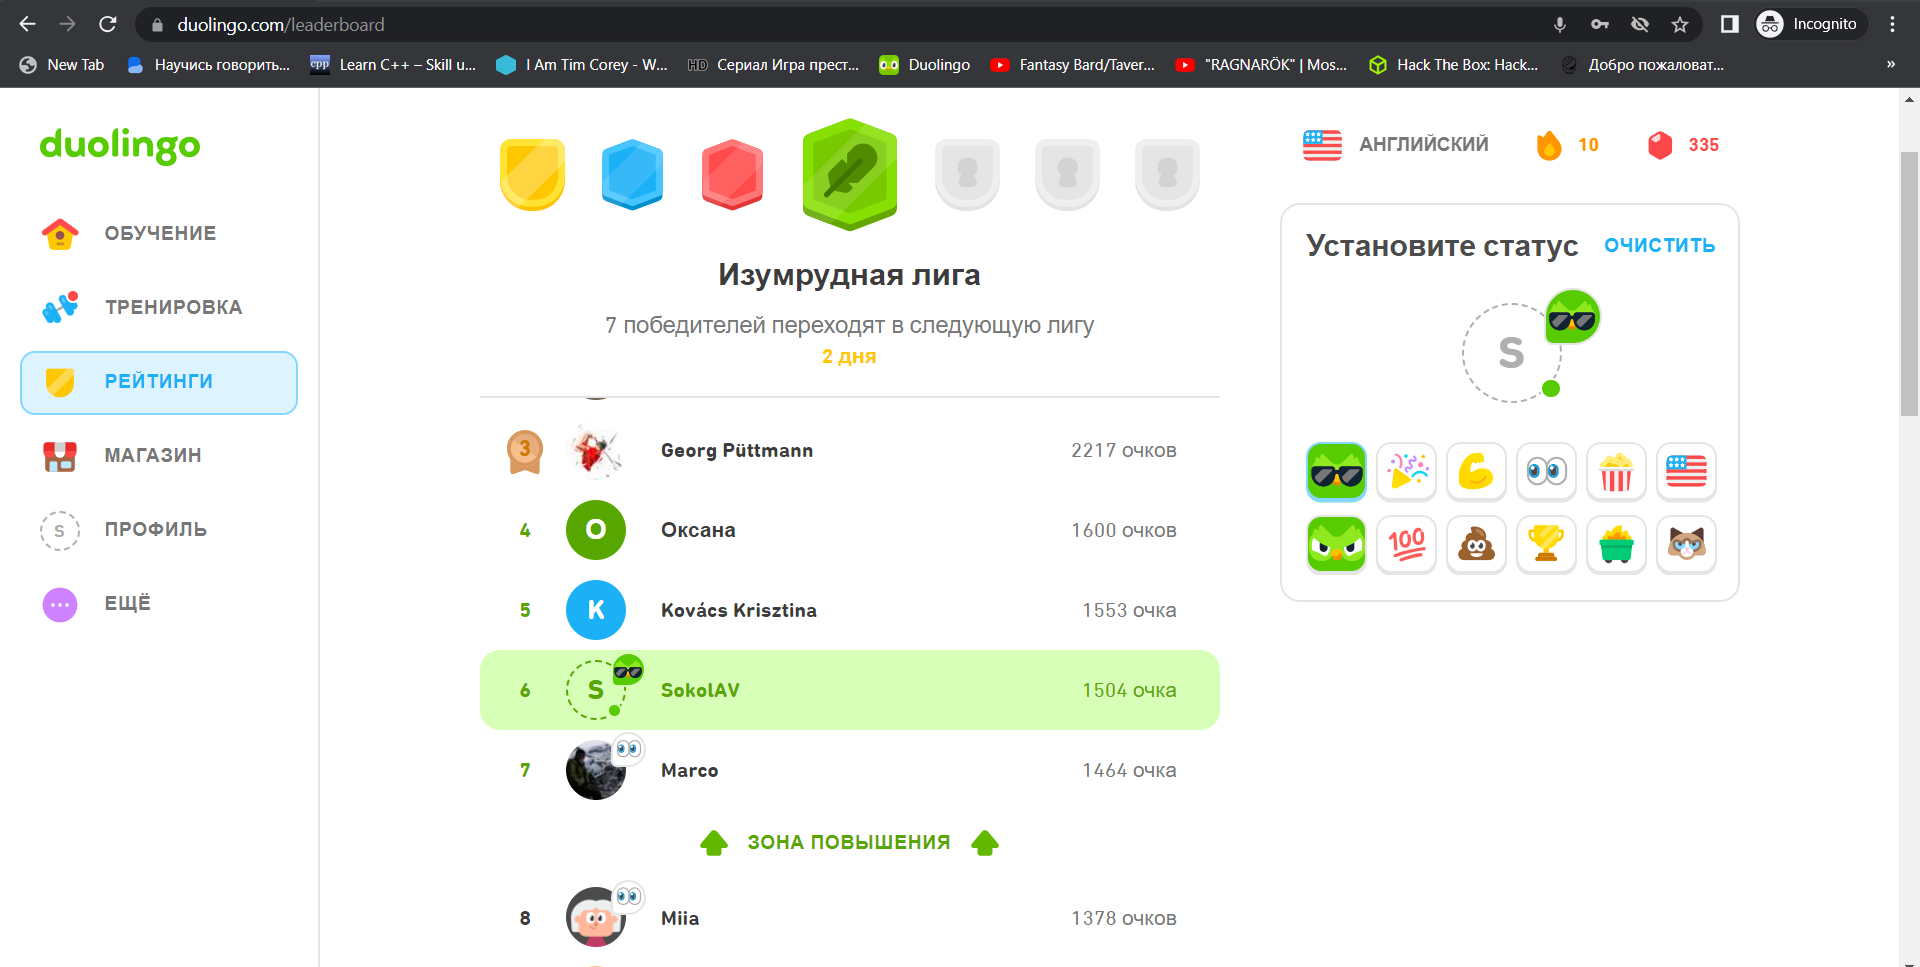 duolingo.com/leaderboard
Incognito
New Tab
Научись говорить...
Learn C++ – Skill u...
I Am Tim Corey - W...
Сериал Игра прест...
Duolingo
Fantasy Bard/Taver...
"RAGNARÖK" | Mos...
Hack The Box: Hack...
Добро пожаловат...
»
cpp
HD
duolingo
ОБУЧЕНИЕ
ТРЕНИРОВКА
РЕЙТИНГИ
МАГАЗИН
S ПРОФИЛЬ
ЕЩЁ
Изумрудная лига
7 победителей переходят в следующую лигу
2 дня
3 Georg Püttmann 2217 очков
4 О Оксана 1600 очков
5 K Kovács Krisztina 1553 очка
6 S SokolAV 1504 очка
7 Marco 1464 очка
ЗОНА ПОВЫШЕНИЯ
8 Miia 1378 очков
АНГЛИЙСКИЙ 10 335
Установите статус ОЧИСТИТЬ
S
100